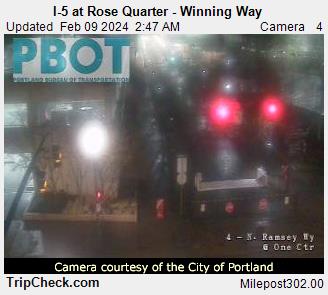 I-5 at Rose Quarter - Winning Way
Updated Feb 09 2024 2:47 AM Camera 4
PBOT
PORTLAND BUREAU OF TRANSPORTATION
4 - N. Ramsey Wy
@ One Ctr
Camera courtesy of the City of Portland
TripCheck.com Milepost302.00